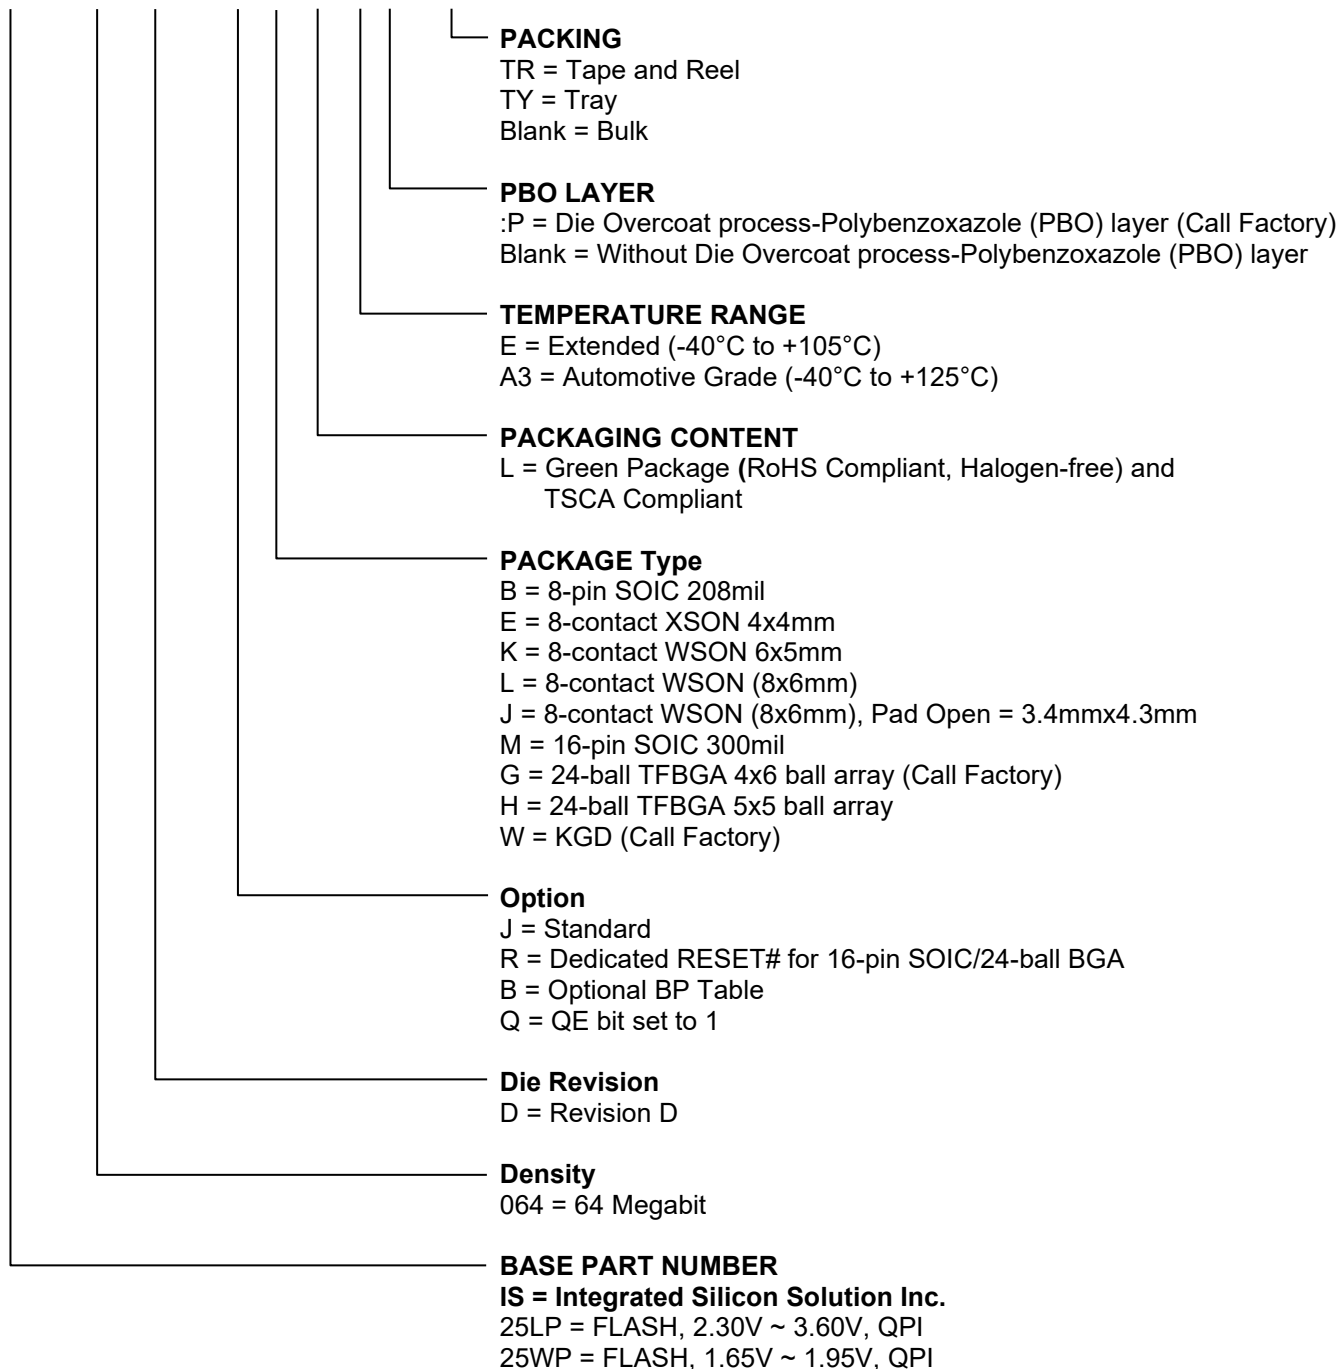 PACKING
TR = Tape and Reel
TY = Tray
Blank = Bulk
PBO LAYER
:P = Die Overcoat process-Polybenzoxazole (PBO) layer (Call Factory)
Blank = Without Die Overcoat process-Polybenzoxazole (PBO) layer
TEMPERATURE RANGE
E = Extended (-40°C to +105°C)
A3 = Automotive Grade (-40°C to +125°C)
PACKAGING CONTENT
L = Green Package (RoHS Compliant, Halogen-free) and
TSCA Compliant
PACKAGE Type
B = 8-pin SOIC 208mil
E = 8-contact XSON 4x4mm
K = 8-contact WSON 6x5mm
L = 8-contact WSON (8x6mm)
J = 8-contact WSON (8x6mm), Pad Open = 3.4mmx4.3mm
M = 16-pin SOIC 300mil
G = 24-ball TFBGA 4x6 ball array (Call Factory)
H = 24-ball TFBGA 5x5 ball array
W = KGD (Call Factory)
Option
J = Standard
R = Dedicated RESET# for 16-pin SOIC/24-ball BGA
B = Optional BP Table
Q = QE bit set to 1
Die Revision
D = Revision D
Density
064 = 64 Megabit
BASE PART NUMBER
IS = Integrated Silicon Solution Inc.
25LP = FLASH, 2.30V ~ 3.60V, QPI
25WP = FLASH, 1.65V ~ 1.95V, QPI